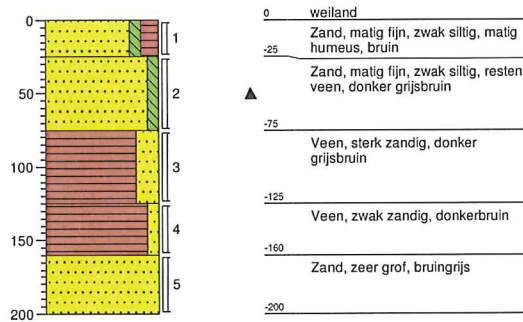 0
50
100
150
200
1
2
3
4
5
0
weiland
Zand, matig fijn, zwak siltig, matig
humeus, bruin
-25
Zand, matig fijn, zwak siltig, resten
veen, donker grijsbruin
-75
Veen, sterk zandig, donker
grijsbruin
-125
Veen, zwak zandig, donkerbruin
-160
Zand, zeer grof, bruingrijs
-200